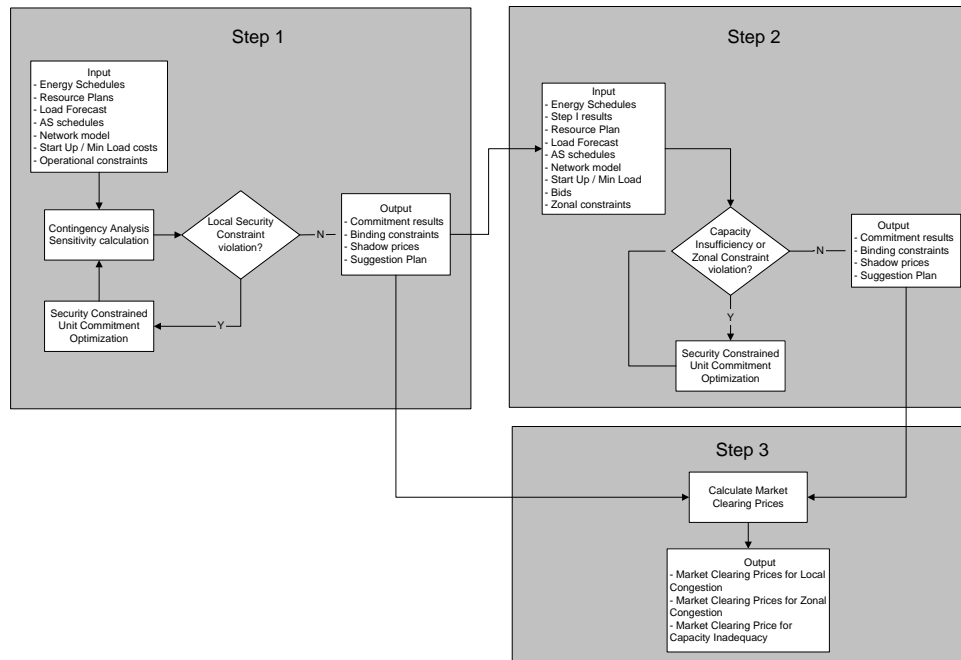 Step 1
Input
- Energy Schedules
- Resource Plans
- Load Forecast
- AS schedules
- Network model
- Start Up / Min Load costs
- Operational constraints
Contingency Analysis
Sensitivity calculation
Local Security
Constraint
violation?
N
Y
Security Constrained
Unit Commitment
Optimization
Output
- Commitment results
- Binding constraints
- Shadow prices
- Suggestion Plan
Step 2
Input
- Energy Schedules
- Step I results
- Resource Plan
- Load Forecast
- AS schedules
- Network model
- Start Up / Min Load
- Bids
- Zonal constraints
Capacity
Insufficiency or
Zonal Constraint
violation?
N
Y
Security Constrained
Unit Commitment
Optimization
Output
- Commitment results
- Binding constraints
- Shadow prices
- Suggestion Plan
Step 3
Calculate Market
Clearing Prices
Output
- Market Clearing Prices for Local
Congestion
- Market Clearing Prices for Zonal
Congestion
- Market Clearing Price for
Capacity Inadequacy